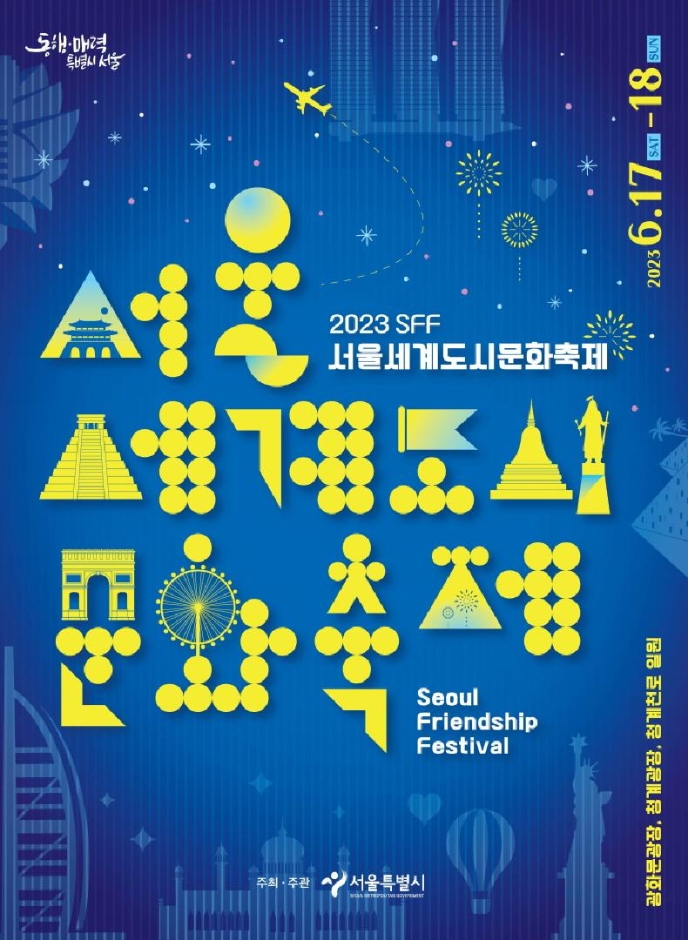 동행·매력
특별시 서울
2023 6.17 SAT - 18 SUN
서울
2023 SFF
서울세계도시문화축제
세계도시
문화축제
Seoul
Friendship
Festival
광화문광장, 청계광장, 청계천로 일원
주최·주관 서울특별시
SEOUL METROPOLITAN GOVERNMENT